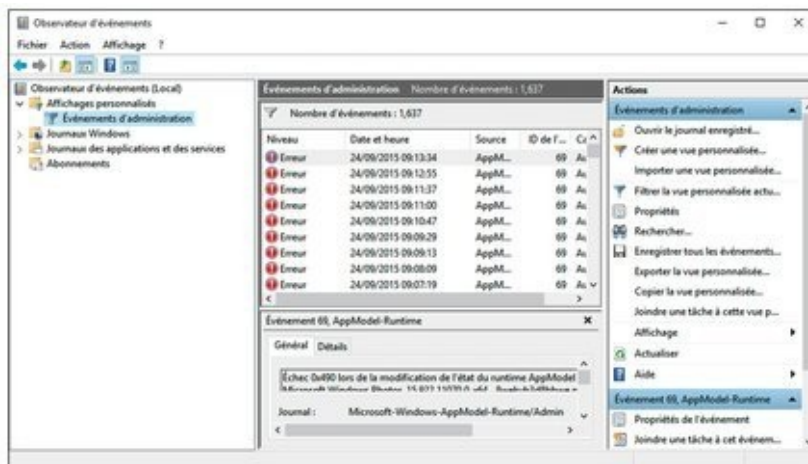 Observateur d'événements
Fichier Action Affichage ?
Observateur d'événements (Local)
Affichages personnalisés
Événements d'administration
Journaux Windows
Journaux des applications et des services
Abonnements
Événements d'administration Nombre d'événements : 1,637
Nombre d'événements : 1,637
Niveau Date et heure Source ID de l'...
Erreur 24/09/2015 09:13:34 AppM... 69
Erreur 24/09/2015 09:12:55 AppM... 69
Erreur 24/09/2015 09:11:37 AppM... 69
Erreur 24/09/2015 09:11:00 AppM... 69
Erreur 24/09/2015 09:10:47 AppM... 69
Erreur 24/09/2015 09:09:29 AppM... 69
Erreur 24/09/2015 09:09:13 AppM... 69
Erreur 24/09/2015 09:08:09 AppM... 69
Erreur 24/09/2015 09:07:19 AppM... 69
Événement 69, AppModel-Runtime
Général Détails
Échec 0x490 lors de la modification de l'état du runtime AppModel
Journal : Microsoft-Windows-AppModel-Runtime/Admin
Actions
Événements d'administration
Ouvrir le journal enregistré...
Créer une vue personnalisée...
Importer une vue personnalisée...
Filtrer la vue personnalisée actu...
Propriétés
Rechercher...
Enregistrer tous les événements...
Exporter la vue personnalisée...
Copier la vue personnalisée...
Joindre une tâche à cette vue p...
Affichage
Actualiser
Aide
Événement 69, AppModel-Runtime
Propriétés de l'événement
Joindre une tâche à cet événem...